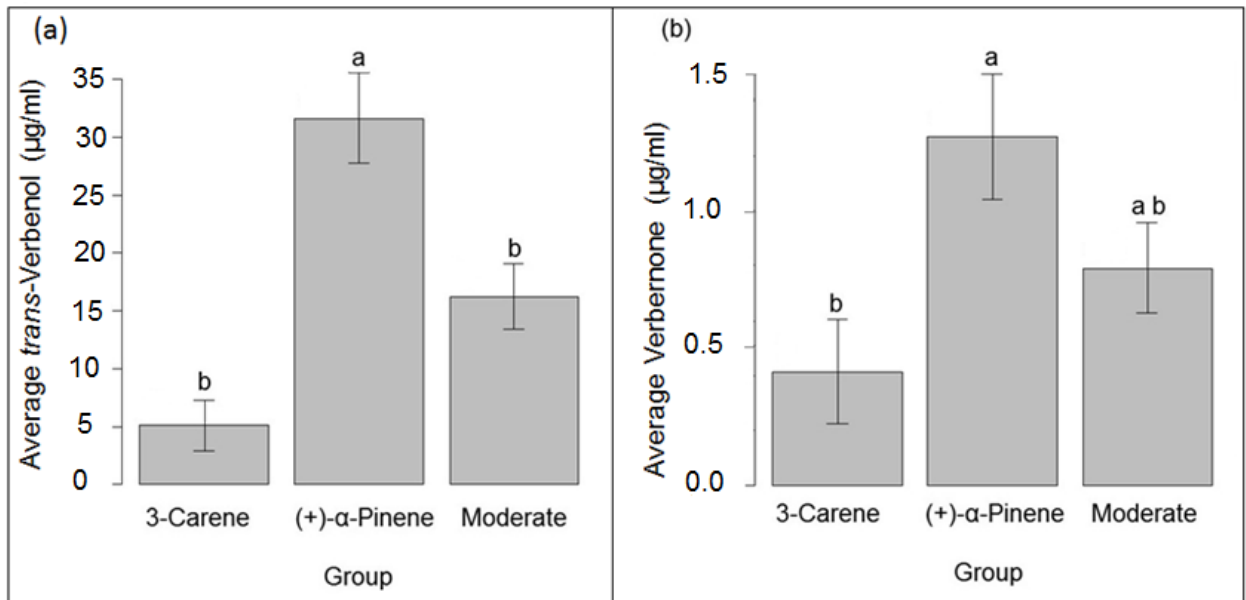 (a)
Average trans-Verbenol (µg/ml)
35
30
25
20
15
10
5
0
b
a
b
3-Carene (+)-α-Pinene Moderate
Group
(b)
Average Verbernone (µg/ml)
1.5
1.0
0.5
0.0
b
a
a b
3-Carene (+)-α-Pinene Moderate
Group